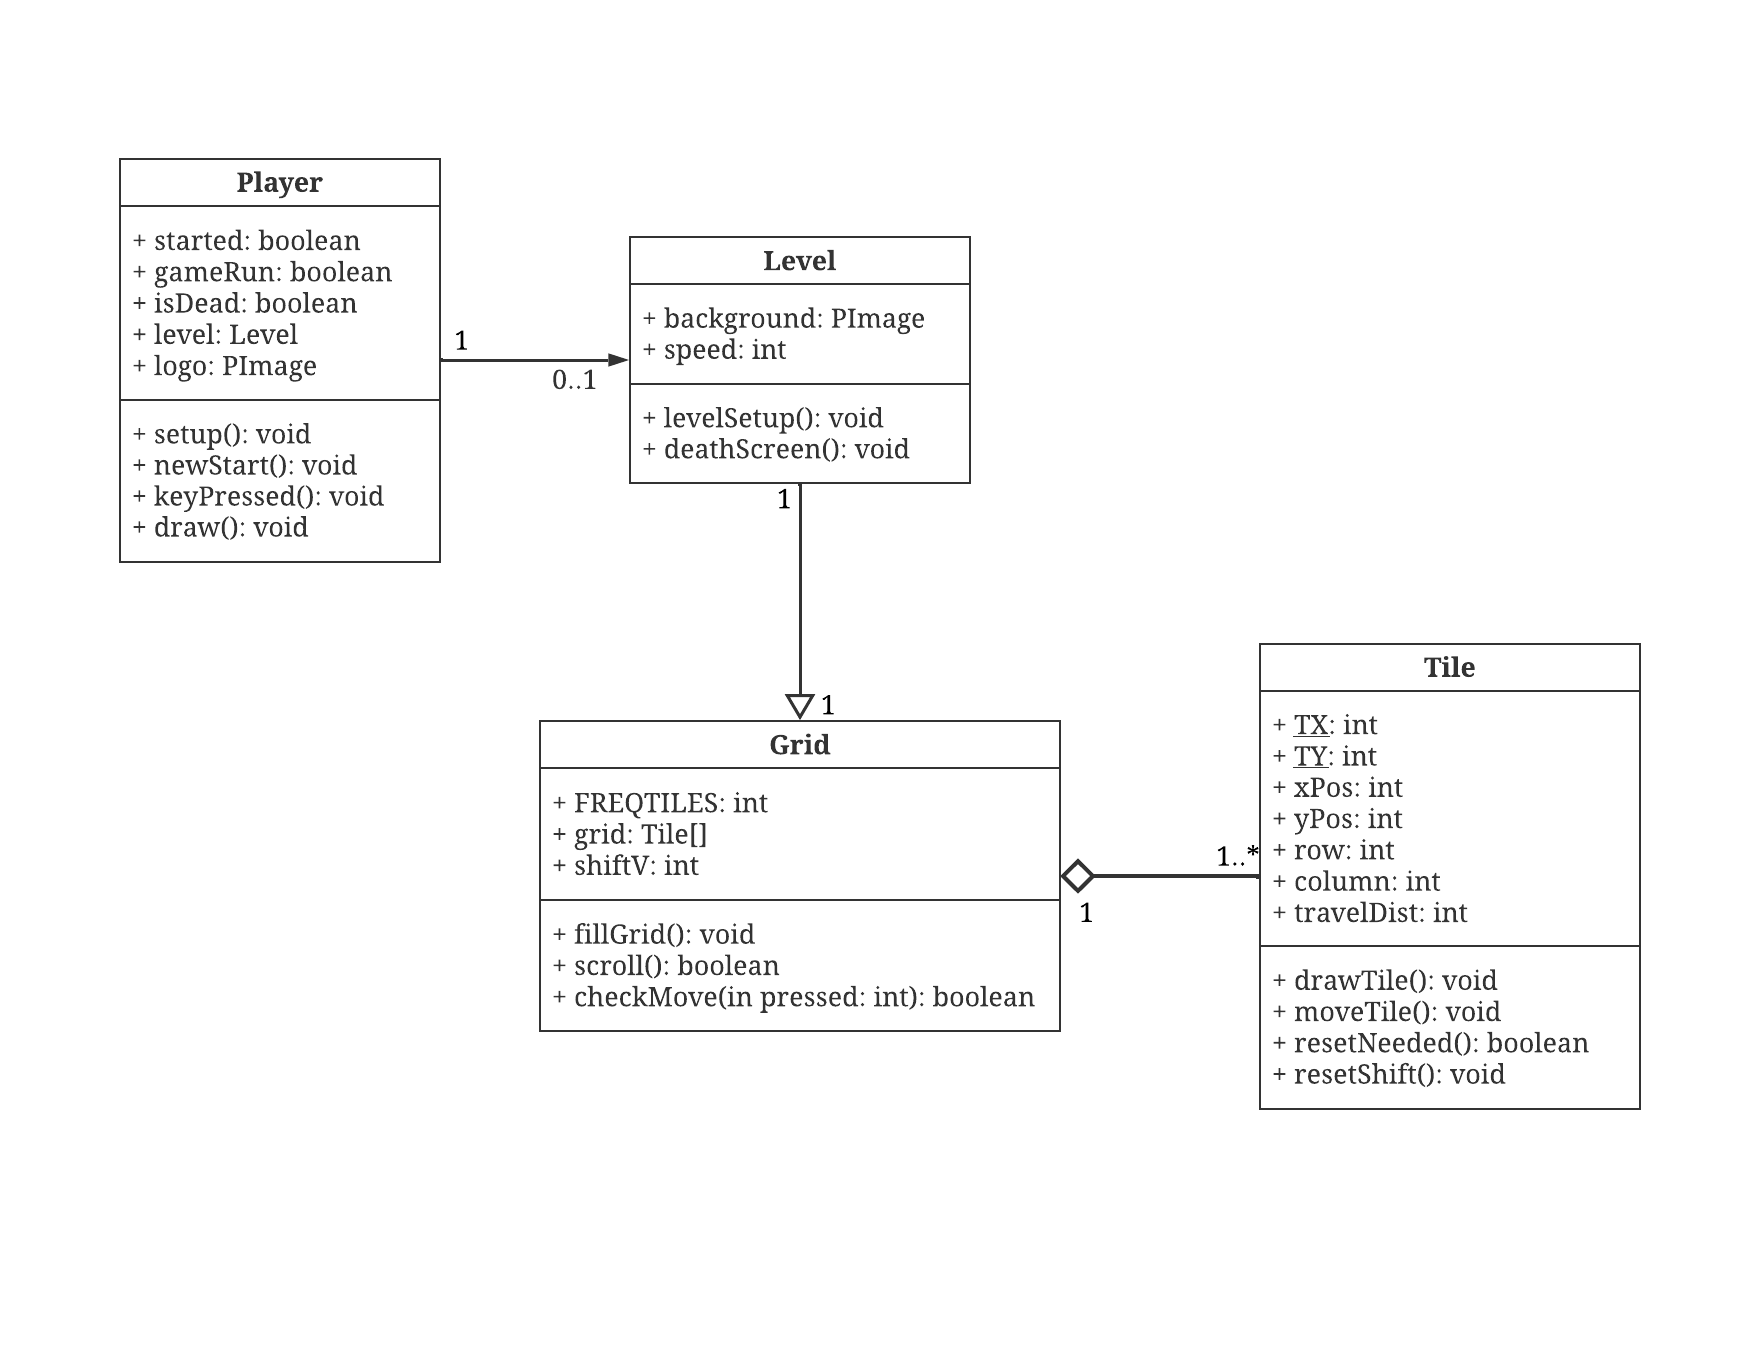 Player
+ started: boolean
+ gameRun: boolean
+ isDead: boolean
+ level: Level
+ logo: PImage
+ setup(): void
+ newStart(): void
+ keyPressed(): void
+ draw(): void
1
0..1
Level
+ background: PImage
+ speed: int
+ levelSetup(): void
+ deathScreen(): void
1
1
Grid
+ FREQTILES: int
+ grid: Tile[]
+ shiftV: int
+ fillGrid(): void
+ scroll(): boolean
+ checkMove(in pressed: int): boolean
1..*
1
Tile
+ TX: int
+ TY: int
+ xPos: int
+ yPos: int
+ row: int
+ column: int
+ travelDist: int
+ drawTile(): void
+ moveTile(): void
+ resetNeeded(): boolean
+ resetShift(): void